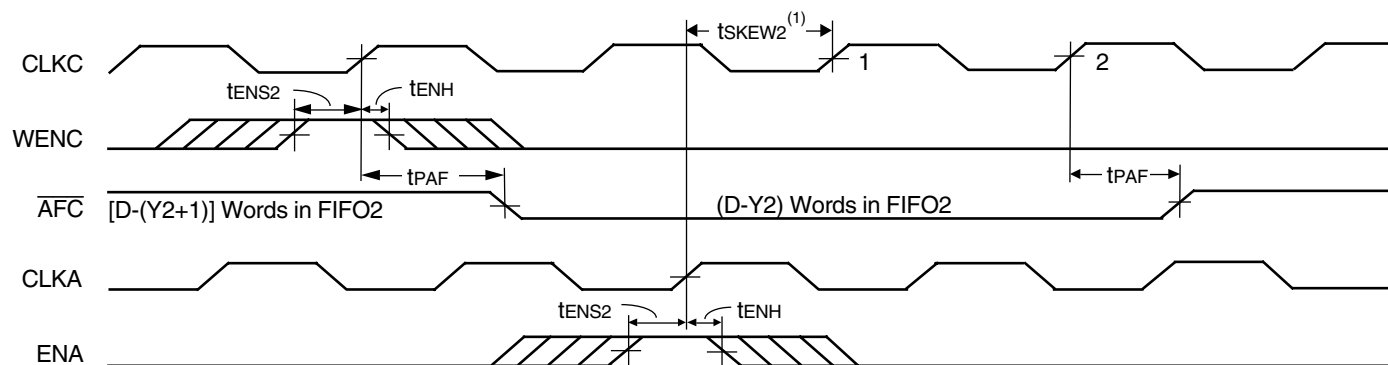 tSKEW2(1)
CLKC 1 2
tENS2 tENH
WENC
tPAF tPAF
AFC [D-(Y2+1)] Words in FIFO2 (D-Y2) Words in FIFO2
CLKA
tENS2 tENH
ENA